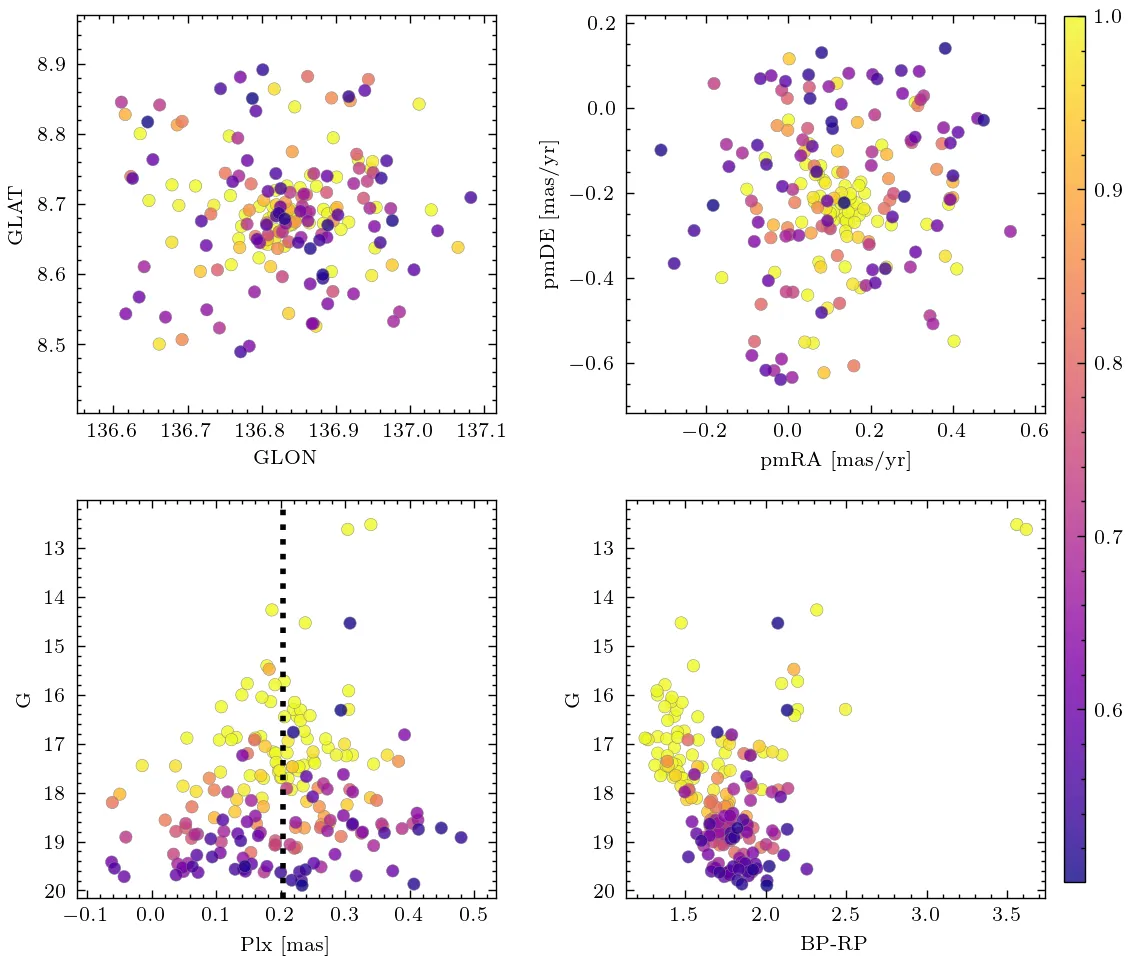 8.9
8.8
8.7
8.6
8.5
GLAT
136.6 136.7 136.8 136.9 137.0 137.1
GLON
0.2
0.0
−0.2
−0.4
−0.6
pmDE [mas/yr]
−0.2 0.0 0.2 0.4 0.6
pmRA [mas/yr]
13
14
15
16
17
18
19
20
G
−0.1 0.0 0.1 0.2 0.3 0.4 0.5
Plx [mas]
13
14
15
16
17
18
19
20
G
1.5 2.0 2.5 3.0 3.5
BP-RP
1.0
0.9
0.8
0.7
0.6